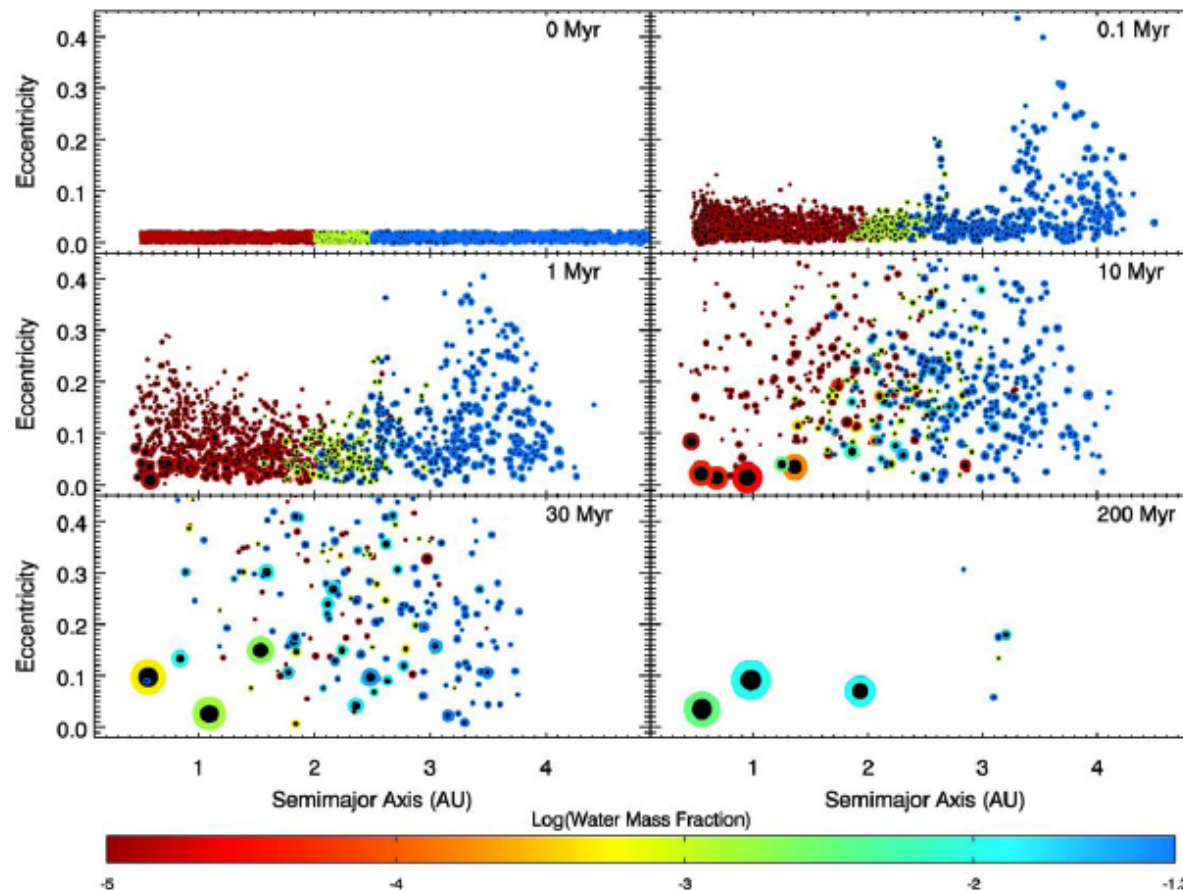 0 Myr
0.1 Myr
0.4
0.3
0.2
0.1
0.0
Eccentricity
1 Myr
10 Myr
0.4
0.3
0.2
0.1
0.0
Eccentricity
30 Myr
200 Myr
0.4
0.3
0.2
0.1
0.0
Eccentricity
1 2 3 4 1 2 3 4
Semimajor Axis (AU) Semimajor Axis (AU)
Log(Water Mass Fraction)
-5 -4 -3 -2 -1.3